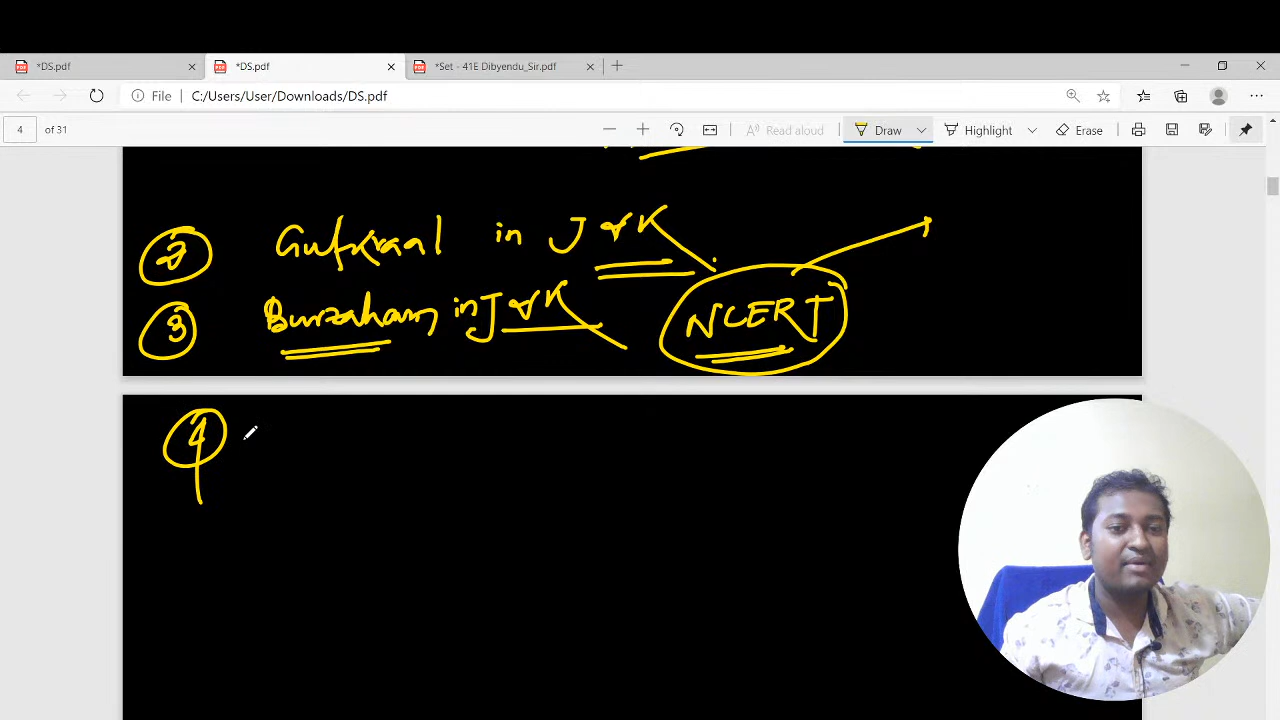 *DS.pdf
*DS.pdf
*Set - 41E Dibyendu_Sir.pdf
File C:/Users/User/Downloads/DS.pdf
4 of 31 Read aloud Draw Highlight Erase
2 Gufkraal in J & K
3 Burzaham in J & K
NCERT
4